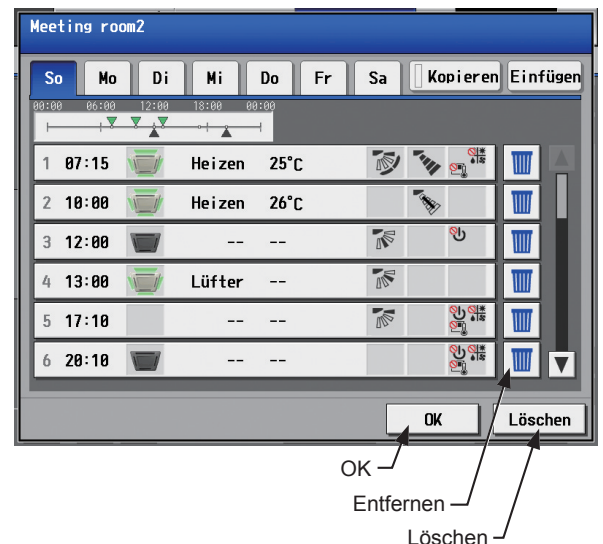 Meeting room2
So Mo Di Mi Do Fr Sa Kopieren Einfügen
00:00 06:00 12:00 18:00 00:00
1 07:15 Heizen 25°C
2 10:00 Heizen 26°C
3 12:00 -- --
4 13:00 Lüfter --
5 17:10 -- --
6 20:10 -- --
OK Löschen
OK
Entfernen
Löschen